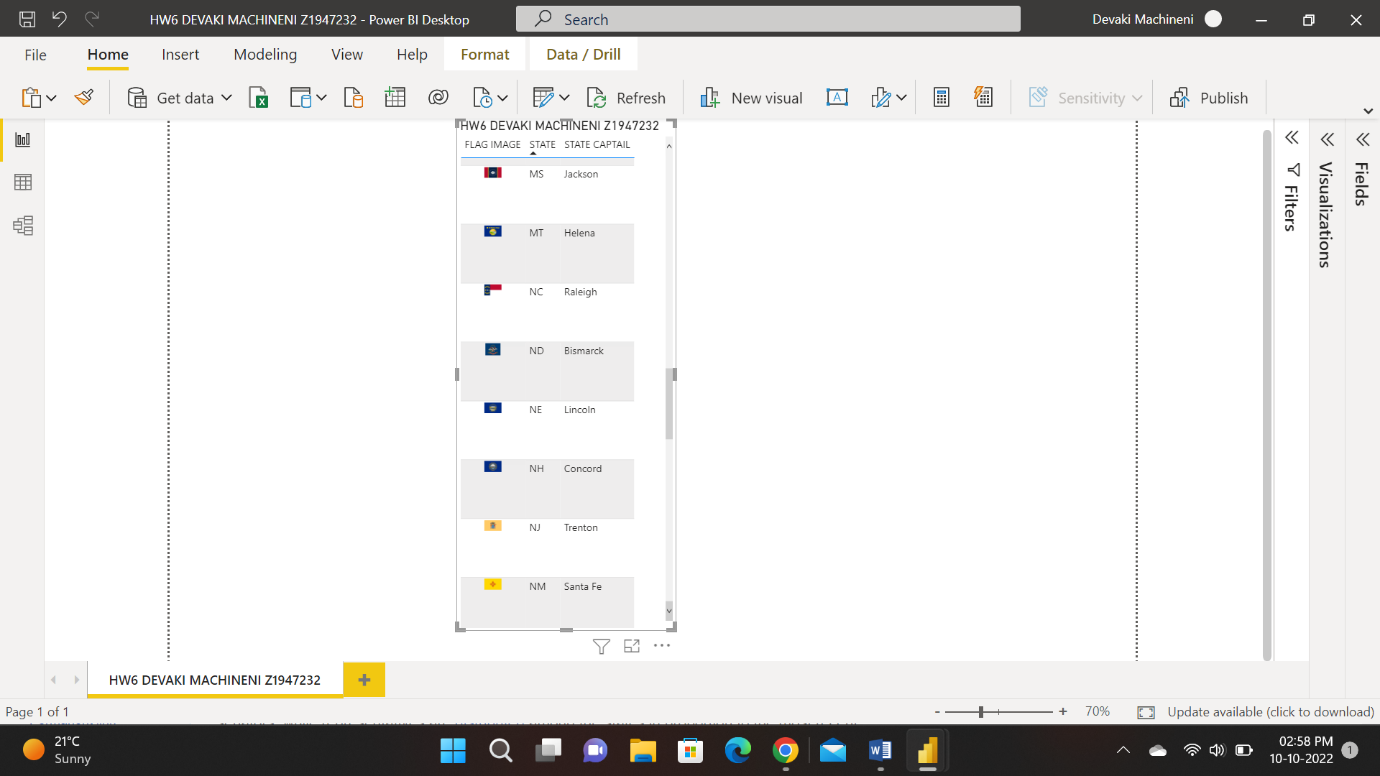 HW6 DEVAKI MACHINENI Z1947232 - Power BI Desktop
Search
Devaki Machineni
File Home Insert Modeling View Help Format Data / Drill
Get data Refresh New visual A Sensitivity Publish
HW6 DEVAKI MACHINENI Z1947232
FLAG IMAGE STATE STATE CAPTAIL
MS Jackson
MT Helena
NC Raleigh
ND Bismarck
NE Lincoln
NH Concord
NJ Trenton
NM Santa Fe
Filters
Visualizations
Fields
HW6 DEVAKI MACHINENI Z1947232
Page 1 of 1
- + 70% Update available (click to download)
21°C
Sunny
02:58 PM
10-10-2022
1